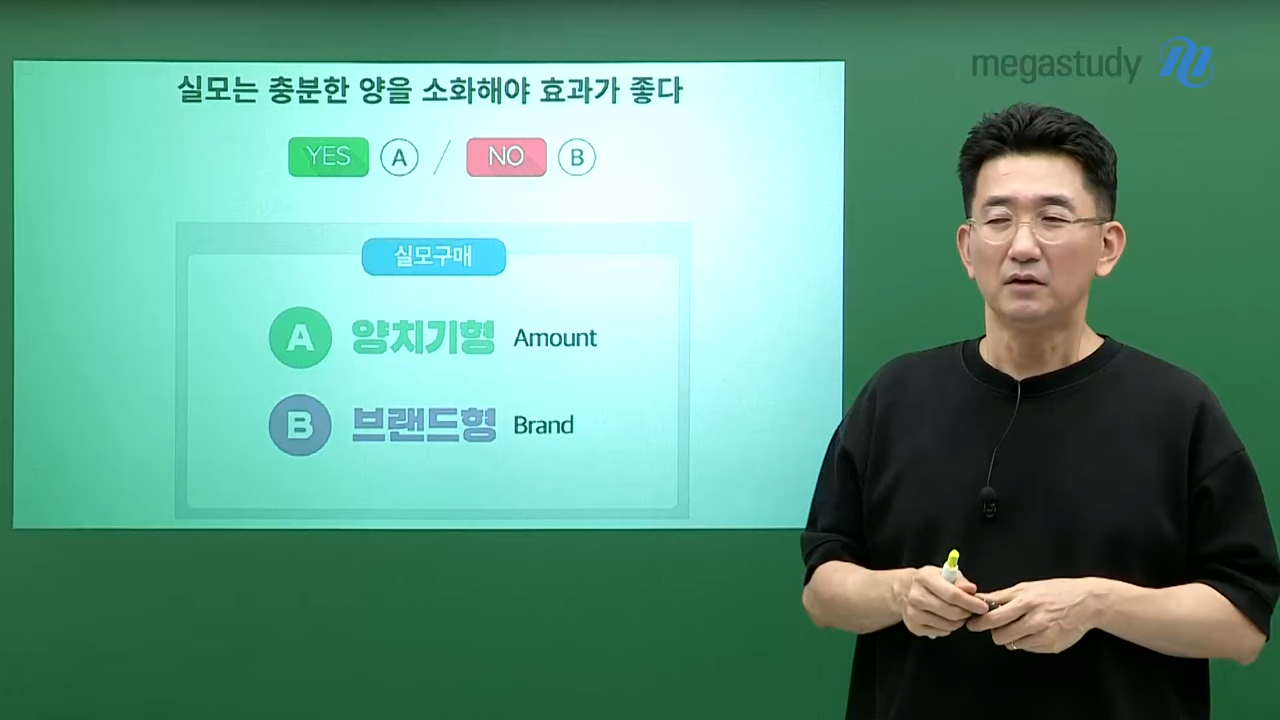 megastudy
실모는 충분한 양을 소화해야 효과가 좋다
YES A / NO B
실모구매
A 양치기형 Amount
B 브랜드형 Brand